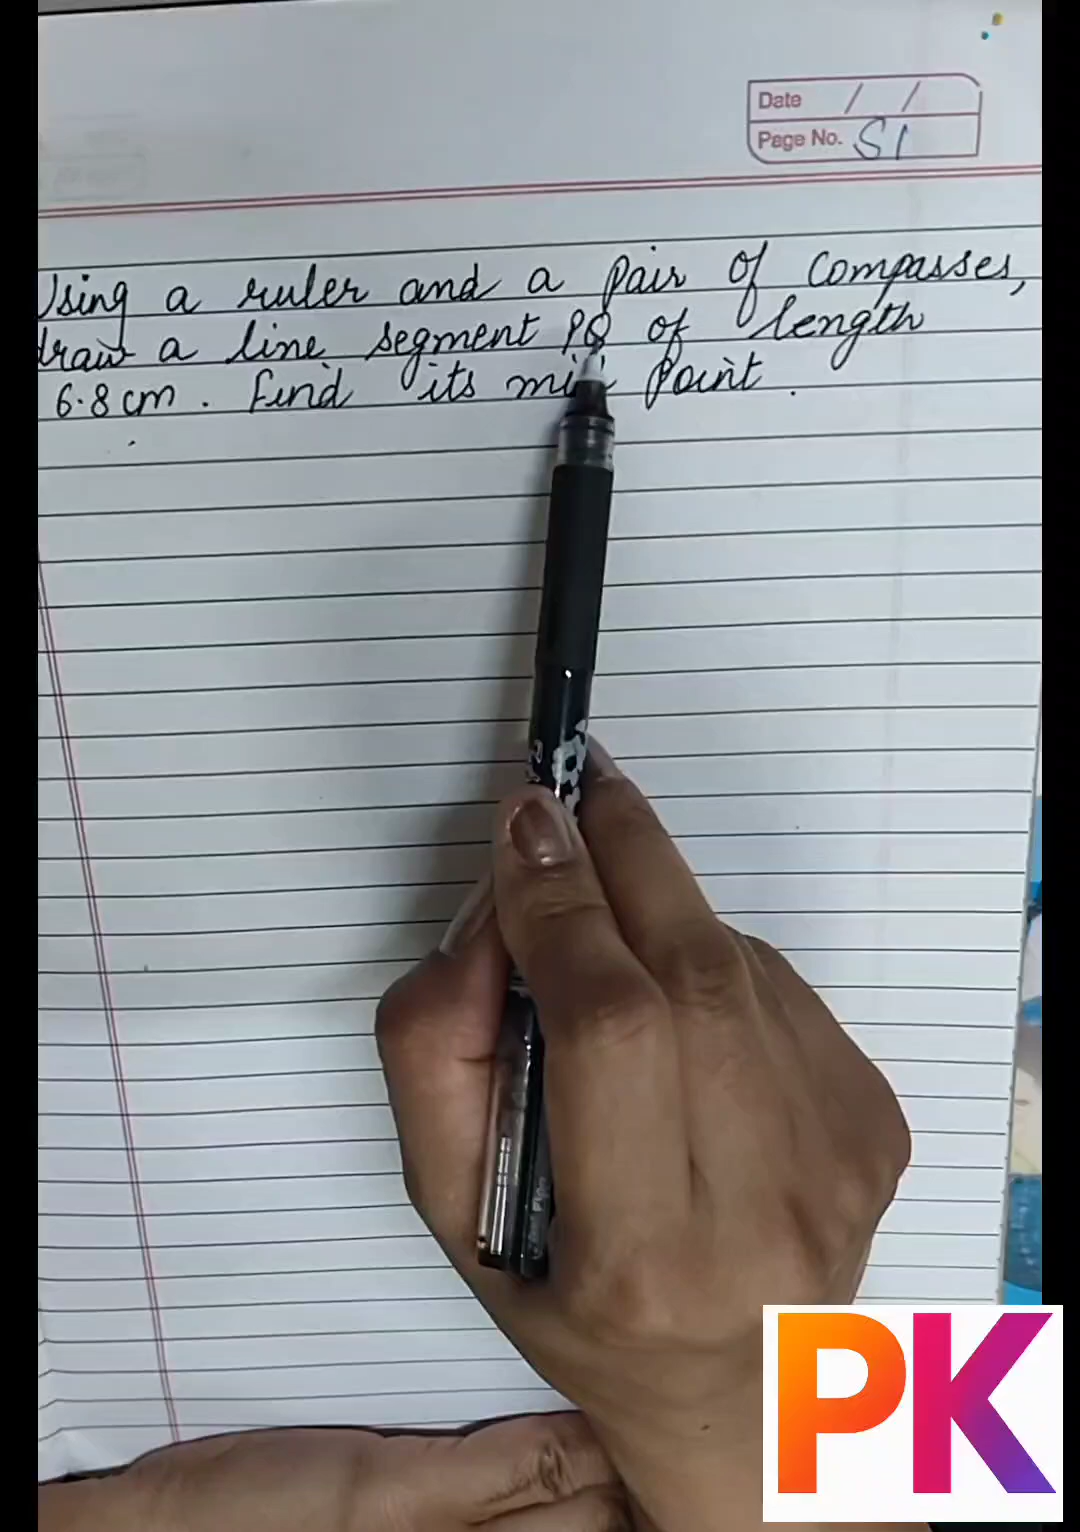 Date / /
Page No. S1
Using a ruler and a pair of compasses,
draw a line segment PQ of length
6.8 cm. Find its mid point.
PK